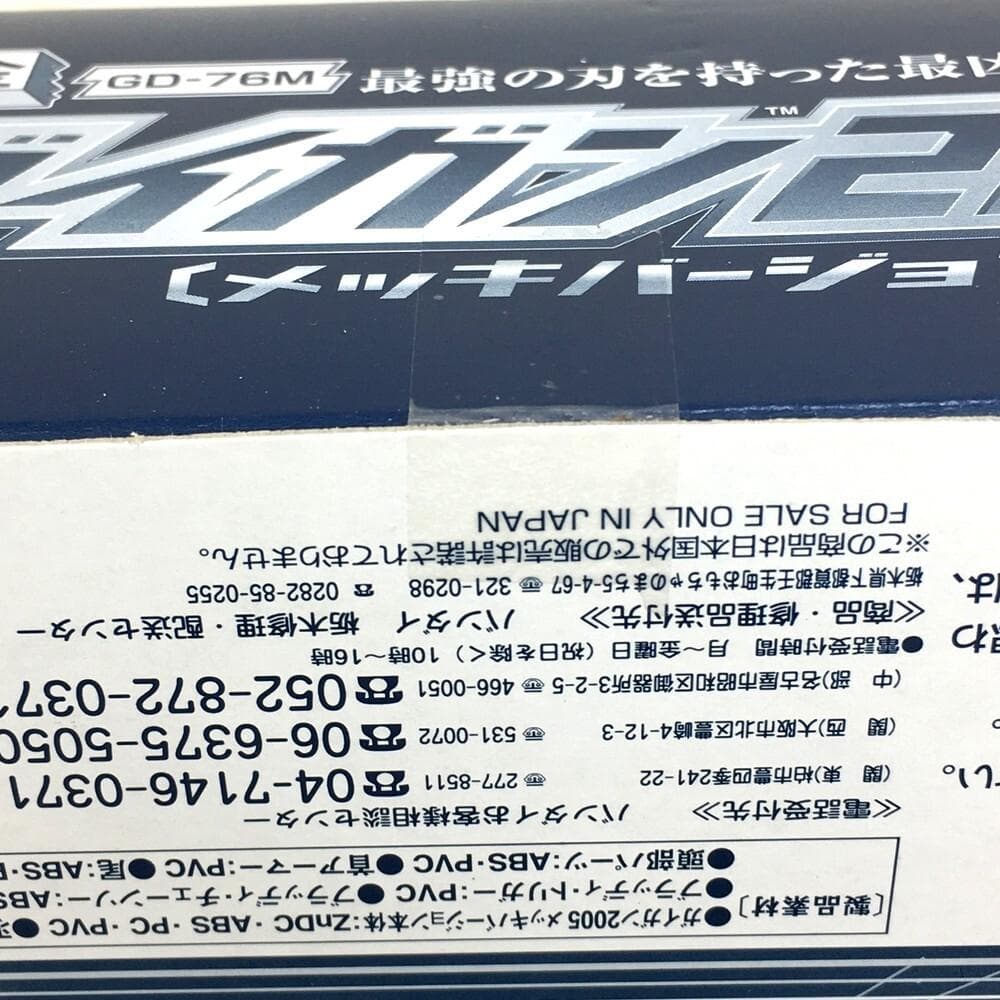 GD-76M 最強の刃を持った最凶
™
〔メッキバージョ
●ガイガン2005メッキバージョン本体:ZnDC・ABS・PC・PVC ●
〔製品素材〕 ●ブラッディ・トリガー:PVC ●ブラッディ・チェーンソー:ABS・
●頭部パーツ:ABS・PVC ●首アーマー:PVC ●尾:ABS・
≪電話受付先≫ バンダイお客様相談センター
(関 東)柏市豊四季241-22 〒277-8511 ☎04-7146-0371
(関 西)大阪市北区豊崎4-12-3 〒531-0072 ☎06-6375-5050
(中 部)名古屋市昭和区御器所3-2-5 〒466-0051 ☎052-872-0371
●電話受付時間 月〜金曜日(祝日を除く)10時〜16時
≪商品・修理品送付先≫ バンダイ 栃木修理・配送センター
栃木県下都賀郡壬生町おもちゃのまち5-4-67 〒321-0298 ☎0282-85-0255
※この商品は日本国外での販売は許諾されておりません。
FOR SALE ONLY IN JAPAN